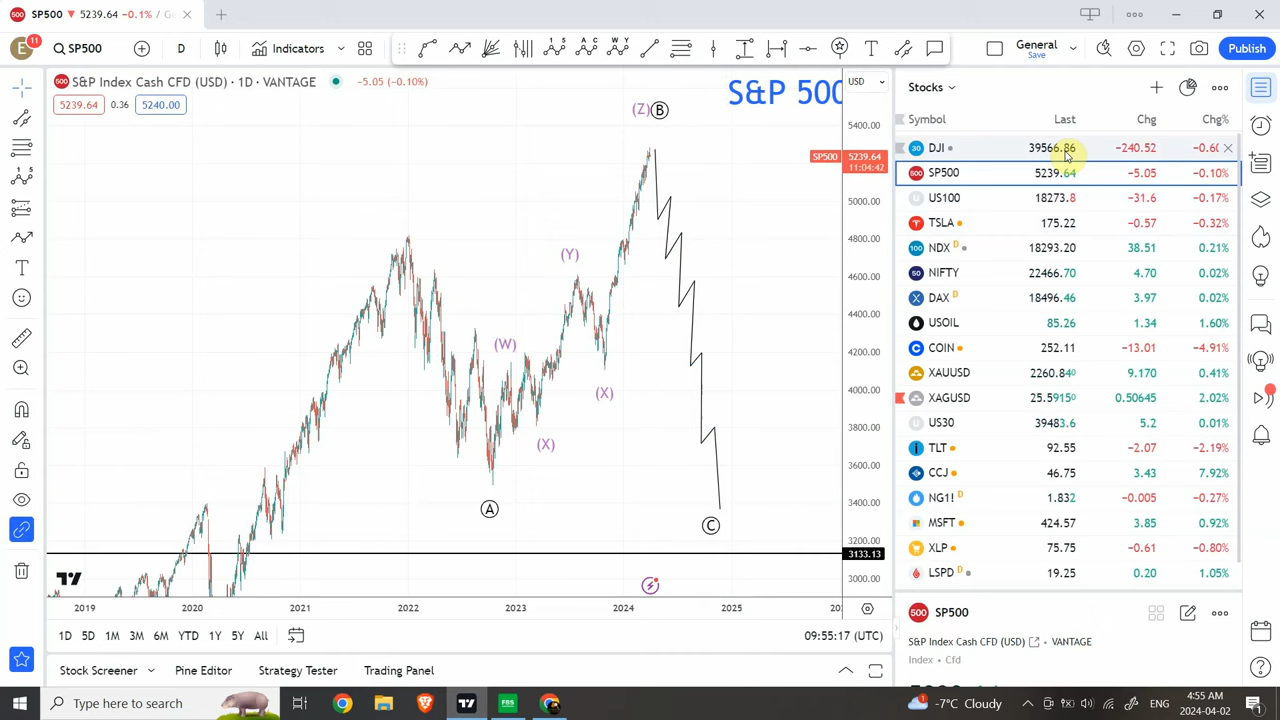 SP500 ▼ 5239.64 −0.1% / Ge
E 11 SP500 D Indicators General Save Publish
S&P Index Cash CFD (USD) · 1D · VANTAGE −5.05 (−0.10%)
5239.64 0.36 5240.00
S&P 500
USD
(Z) B
(Y)
(W)
(X)
(X)
A
C
5400.00
SP500 5239.64
11:04:42
5000.00
4800.00
4600.00
4400.00
4200.00
4000.00
3800.00
3600.00
3400.00
3200.00
3133.13
3000.00
2019 2020 2021 2022 2023 2024 2025
1D 5D 1M 3M 6M YTD 1Y 5Y All 09:55:17 (UTC)
Stock Screener Pine Editor Strategy Tester Trading Panel
Stocks
Symbol Last Chg Chg%
30 DJI 39566.86 −240.52 −0.60
500 SP500 5239.64 −5.05 −0.10%
US100 18273.8 −31.6 −0.17%
TSLA 175.22 −0.57 −0.32%
100 NDX D 18293.20 38.51 0.21%
50 NIFTY 22466.70 4.70 0.02%
DAX D 18496.46 3.97 0.02%
USOIL 85.26 1.34 1.60%
COIN 252.11 −13.01 −4.91%
XAUUSD 2260.840 9.170 0.41%
XAGUSD 25.59150 0.50645 2.02%
US30 39483.6 5.2 0.01%
TLT 92.55 −2.07 −2.19%
CCJ 46.75 3.43 7.92%
NG1! D 1.832 −0.005 −0.27%
MSFT 424.57 3.85 0.92%
XLP 75.75 −0.61 −0.80%
LSPD D 19.25 0.20 1.05%
500 SP500
S&P Index Cash CFD (USD) • VANTAGE
Index • Cfd
Type here to search
-7°C Cloudy ENG
4:55 AM
2024-04-02